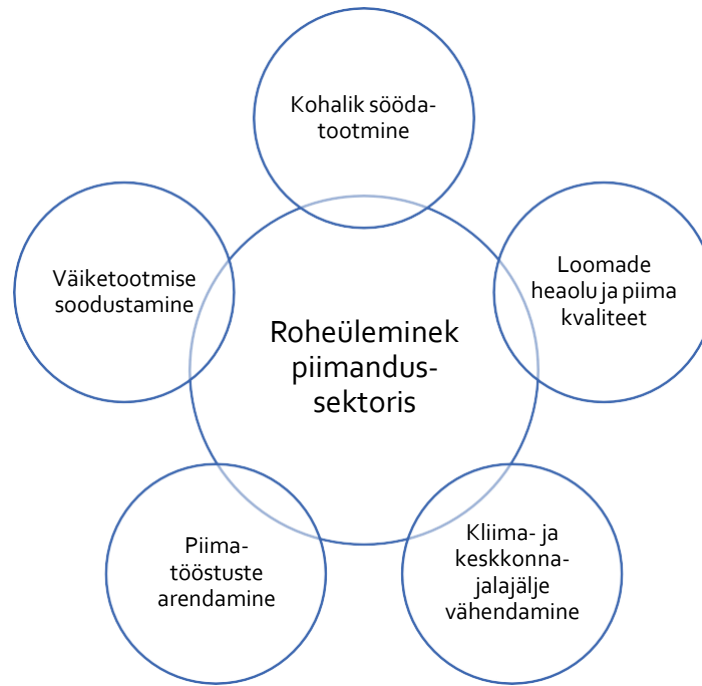 Kohalik sööda-
tootmine
Väiketootmise
soodustamine
Loomade
heaolu ja piima
kvaliteet
Roheüleminek
piimandus-
sektoris
Piima-
tööstuste
arendamine
Kliima- ja
keskkonna-
jalajälje
vähendamine